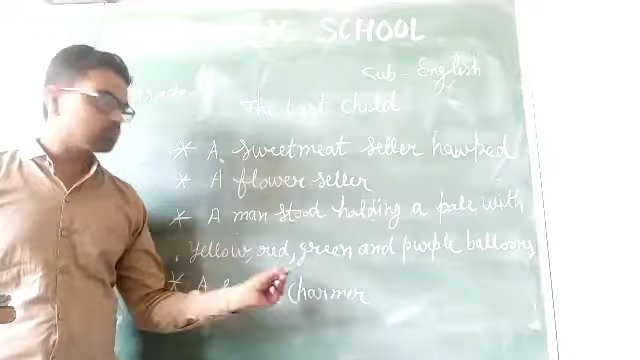 SCHOOL
Sub - English
The Lost Child
* A sweetmeat seller hawked
* A flower seller
* A man stood holding a pole with
yellow, red, green and purple balloons
* A charmer